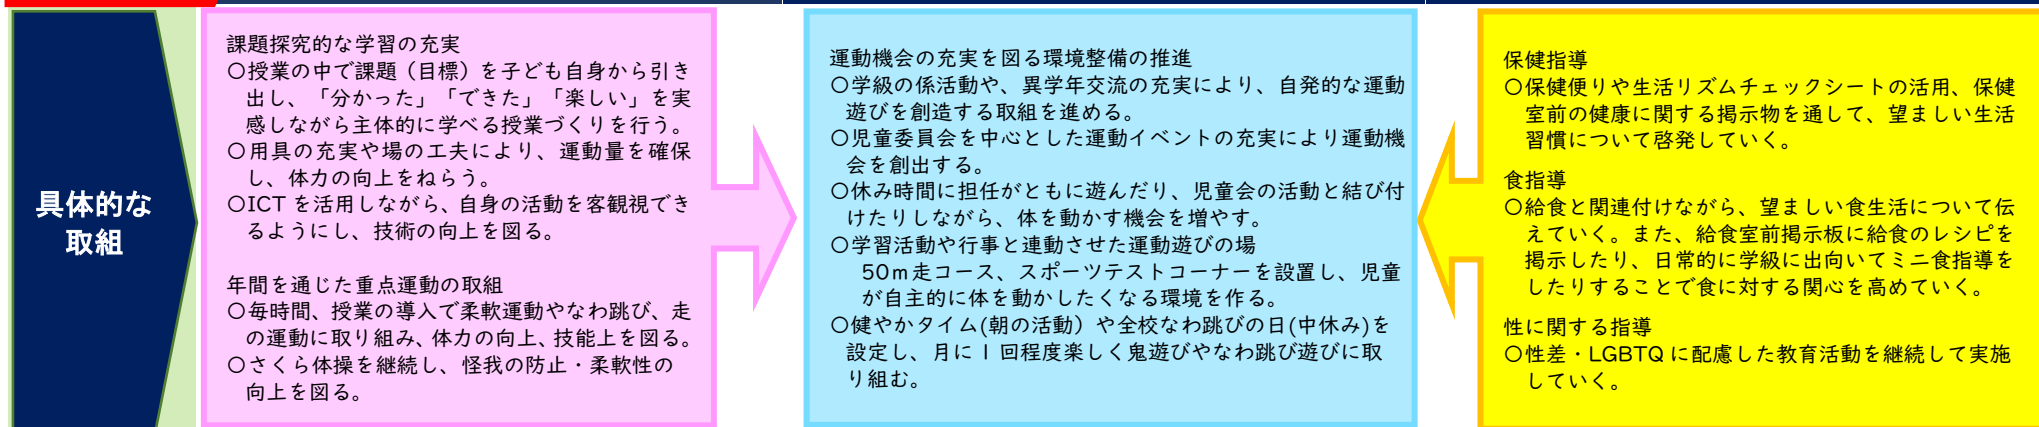 具体的な
取組
課題探究的な学習の充実
〇授業の中で課題（目標）を子ども自身から引き
出し、「分かった」「できた」「楽しい」を実
感しながら主体的に学べる授業づくりを行う。
〇用具の充実や場の工夫により、運動量を確保
し、体力の向上をねらう。
〇ICTを活用しながら、自身の活動を客観視でき
るようにし、技術の向上を図る。
年間を通じた重点運動の取組
〇毎時間、授業の導入で柔軟運動やなわ跳び、走
の運動に取り組み、体力の向上、技能上を図る。
〇さくら体操を継続し、怪我の防止・柔軟性の
向上を図る。
運動機会の充実を図る環境整備の推進
〇学級の係活動や、異学年交流の充実により、自発的な運動
遊びを創造する取組を進める。
〇児童委員会を中心とした運動イベントの充実により運動機
会を創出する。
〇休み時間に担任がともに遊んだり、児童会の活動と結び付
けたりしながら、体を動かす機会を増やす。
〇学習活動や行事と連動させた運動遊びの場
50m走コース、スポーツテストコーナーを設置し、児童
が自主的に体を動かしたくなる環境を作る。
〇健やかタイム(朝の活動）や全校なわ跳びの日(中休み)を
設定し、月に1回程度楽しく鬼遊びやなわ跳び遊びに取
り組む。
保健指導
〇保健便りや生活リズムチェックシートの活用、保健
室前の健康に関する掲示物を通して、望ましい生活
習慣について啓発していく。
食指導
〇給食と関連付けながら、望ましい食生活について伝
えていく。また、給食室前掲示板に給食のレシピを
掲示したり、日常的に学級に出向いてミニ食指導を
したりすることで食に対する関心を高めていく。
性に関する指導
〇性差・LGBTQに配慮した教育活動を継続して実施
していく。